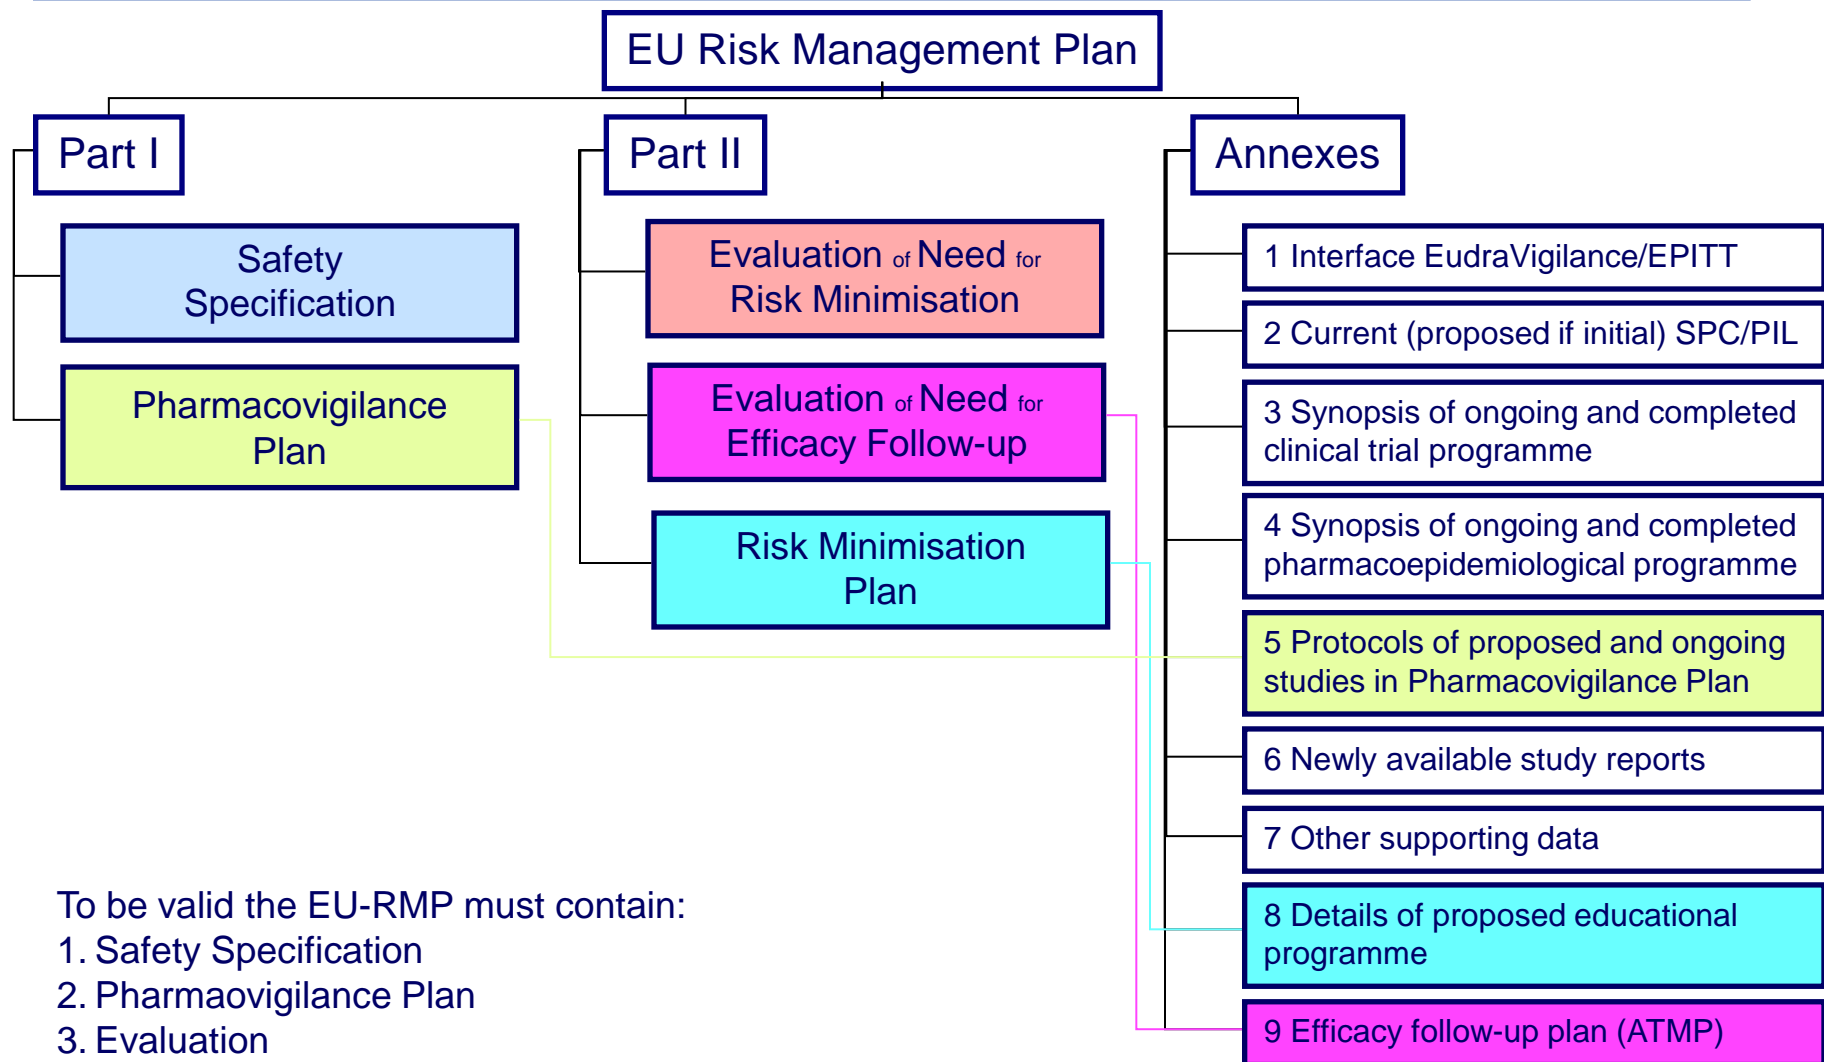 EU Risk Management Plan
Part I
Part II
Annexes
Safety
Specification
Pharmacovigilance
Plan
Evaluation of Need for
Risk Minimisation
Evaluation of Need for
Efficacy Follow-up
Risk Minimisation
Plan
1 Interface EudraVigilance/EPITT
2 Current (proposed if initial) SPC/PIL
3 Synopsis of ongoing and completed
clinical trial programme
4 Synopsis of ongoing and completed
pharmacoepidemiological programme
5 Protocols of proposed and ongoing
studies in Pharmacovigilance Plan
6 Newly available study reports
7 Other supporting data
8 Details of proposed educational
programme
9 Efficacy follow-up plan (ATMP)
To be valid the EU-RMP must contain:
1. Safety Specification
2. Pharmaovigilance Plan
3. Evaluation